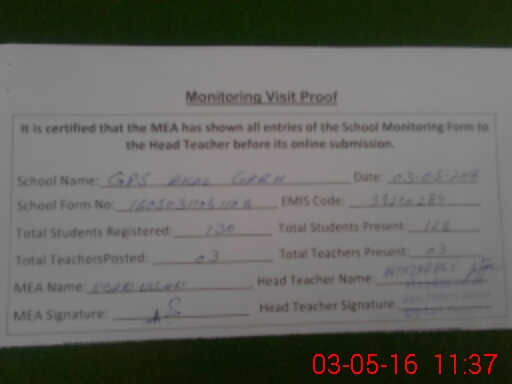 Monitoring Visit Proof
It is certified that the MEA has shown all entries of the School Monitoring Form to
the Head Teacher before its online submission.
School Name: GPS AKAL GARH Date: 03-05-2016
School Form No: EMIS Code:
Total Students Registered: 130 Total Students Present: 128
Total TeachersPosted: 03 Total Teachers Present: 03
MEA Name: Head Teacher Name:
MEA Signature: Head Teacher Signature:
03-05-16 11:37